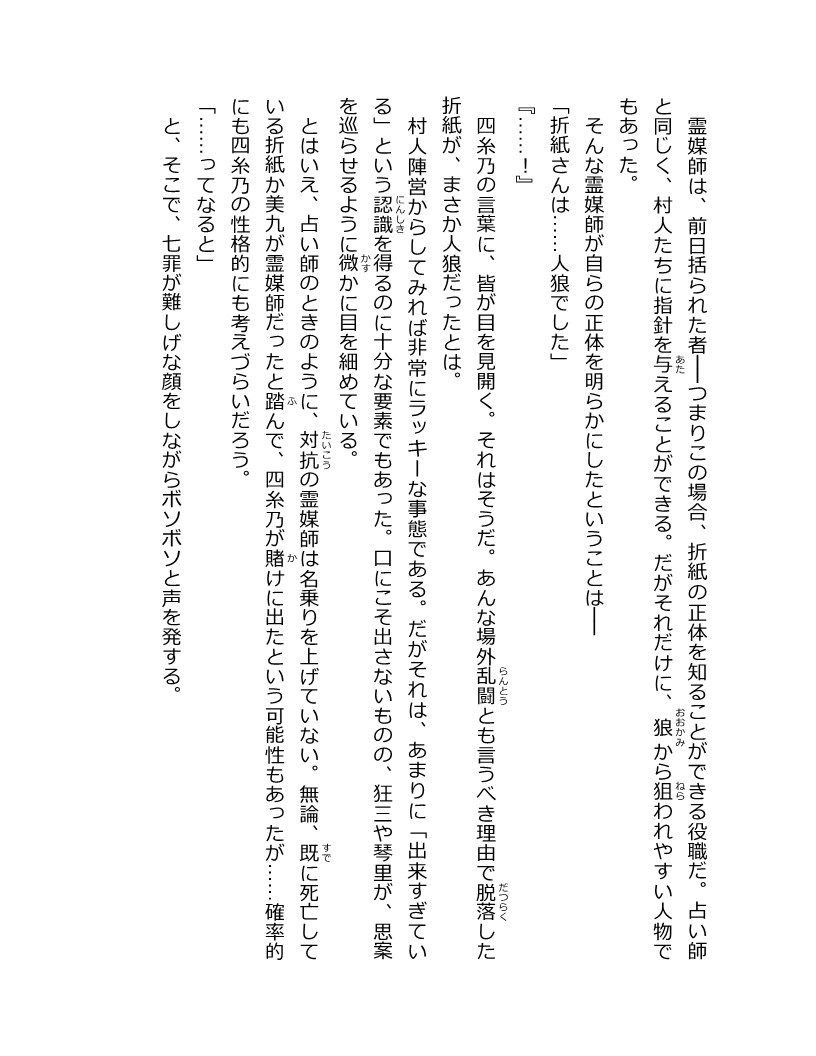 霊媒師は、前日括られた者――つまりこの場合、折紙の正体を知ることができる役職だ。占い師
と同じく、村人たちに指針を与えることができる。だがそれだけに、狼から狙われやすい人物で
もあった。
そんな霊媒師が自らの正体を明らかにしたということは――
「折紙さんは……人狼でした」
『……！』
四糸乃の言葉に、皆が目を見開く。それはそうだ。あんな場外乱闘とも言うべき理由で脱落した
折紙が、まさか人狼だったとは。
村人陣営からしてみれば非常にラッキーな事態である。だがそれは、あまりに「出来すぎてい
る」という認識を得るのに十分な要素でもあった。口にこそ出さないものの、狂三や琴里が、思案
を巡らせるように微かに目を細めている。
とはいえ、占い師のときのように、対抗の霊媒師は名乗りを上げていない。無論、既に死亡して
いる折紙か美九が霊媒師だったと踏んで、四糸乃が賭けに出たという可能性もあったが……確率的
にも四糸乃の性格的にも考えづらいだろう。
「……ってなると」
と、そこで、七罪が難しげな顔をしながらボソボソと声を発する。